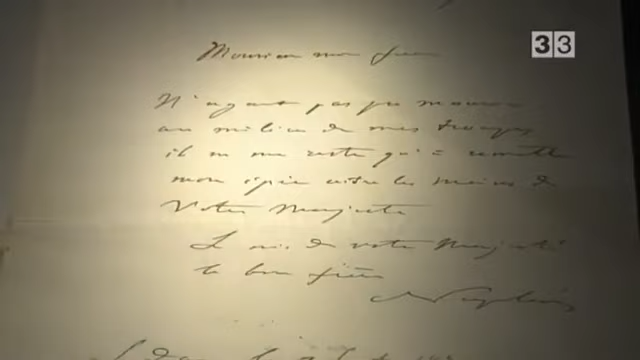 33
Monsieur mon frère
N'ayant pas pu mourir
au milieu de mes troupes
il ne me reste qu'à remettre
mon épée entre les mains de
Votre Majesté
Je suis de votre Majesté
le bon frère
Napoléon